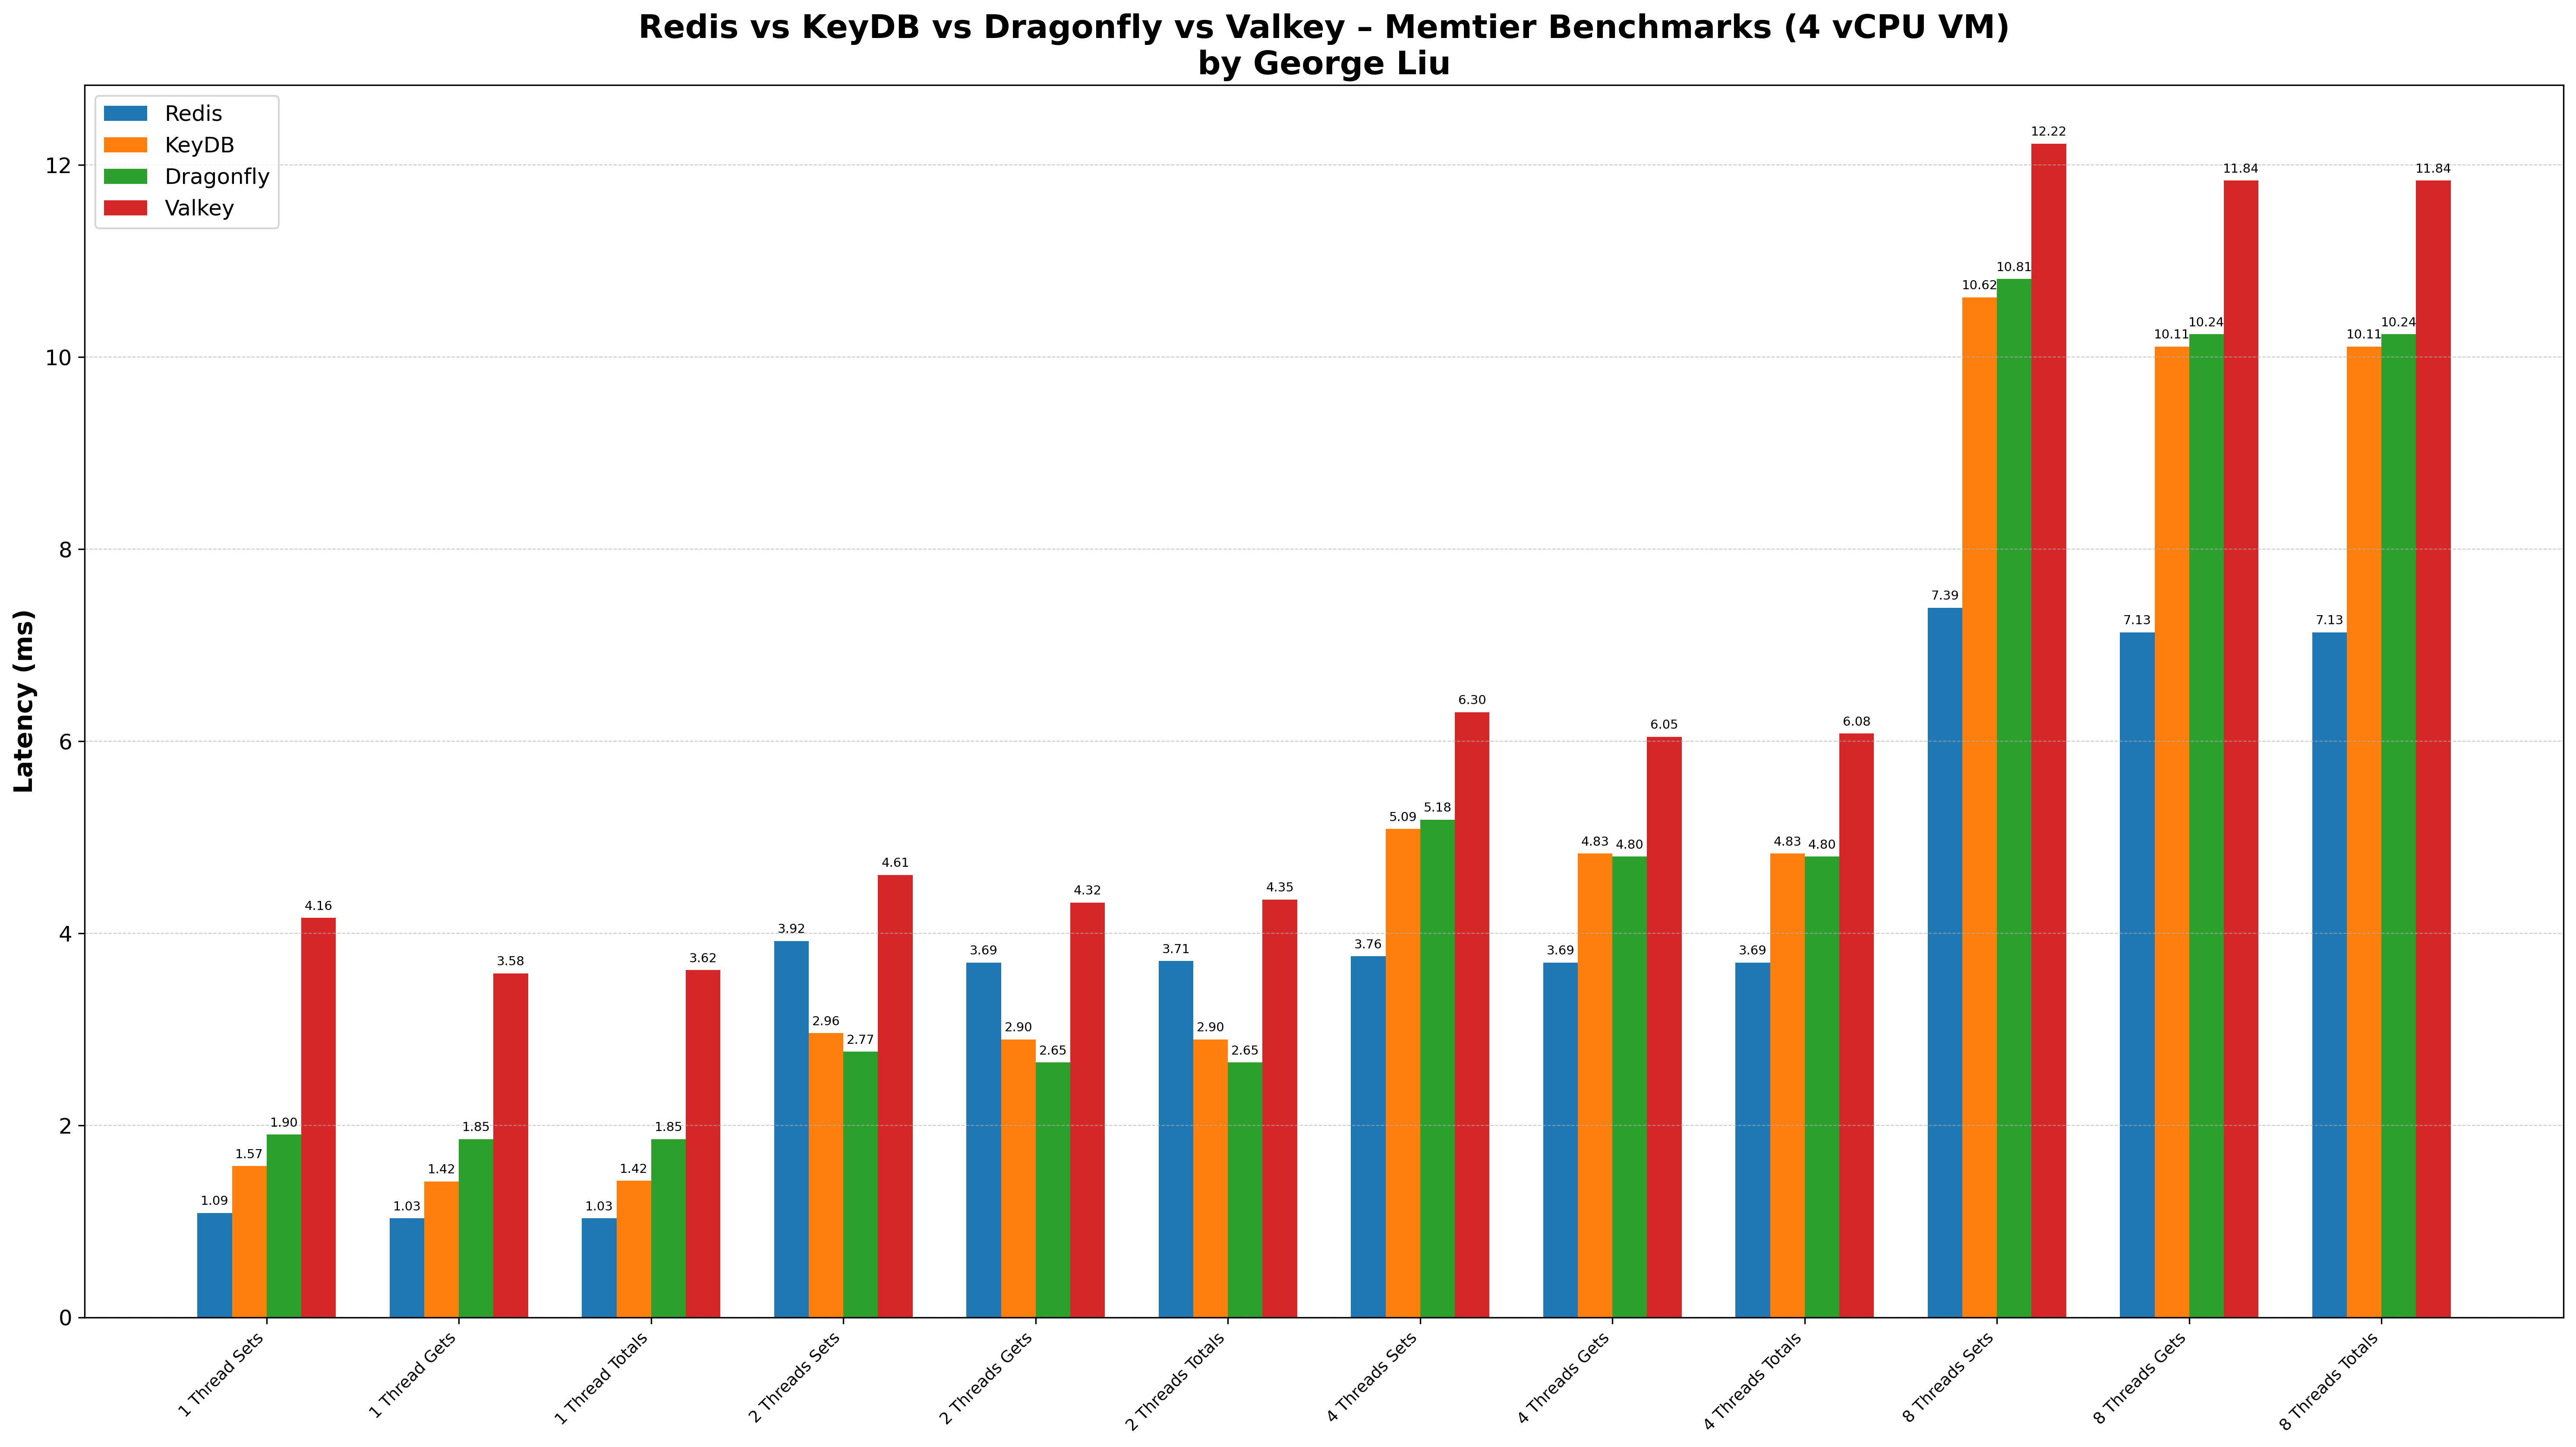 Redis vs KeyDB vs Dragonfly vs Valkey – Memtier Benchmarks (4 vCPU VM)
by George Liu
Redis
KeyDB
Dragonfly
Valkey
Latency (ms)
12
10
8
6
4
2
0
1.09
1.57
1.90
4.16
1.03
1.42
1.85
3.58
1.03
1.42
1.85
3.62
3.92
2.96
2.77
4.61
3.69
2.90
2.65
4.32
3.71
2.90
2.65
4.35
3.76
5.09
5.18
6.30
3.69
4.83
4.80
6.05
3.69
4.83
4.80
6.08
7.39
10.62
10.81
12.22
7.13
10.11
10.24
11.84
7.13
10.11
10.24
11.84
1 Thread Sets
1 Thread Gets
1 Thread Totals
2 Threads Sets
2 Threads Gets
2 Threads Totals
4 Threads Sets
4 Threads Gets
4 Threads Totals
8 Threads Sets
8 Threads Gets
8 Threads Totals